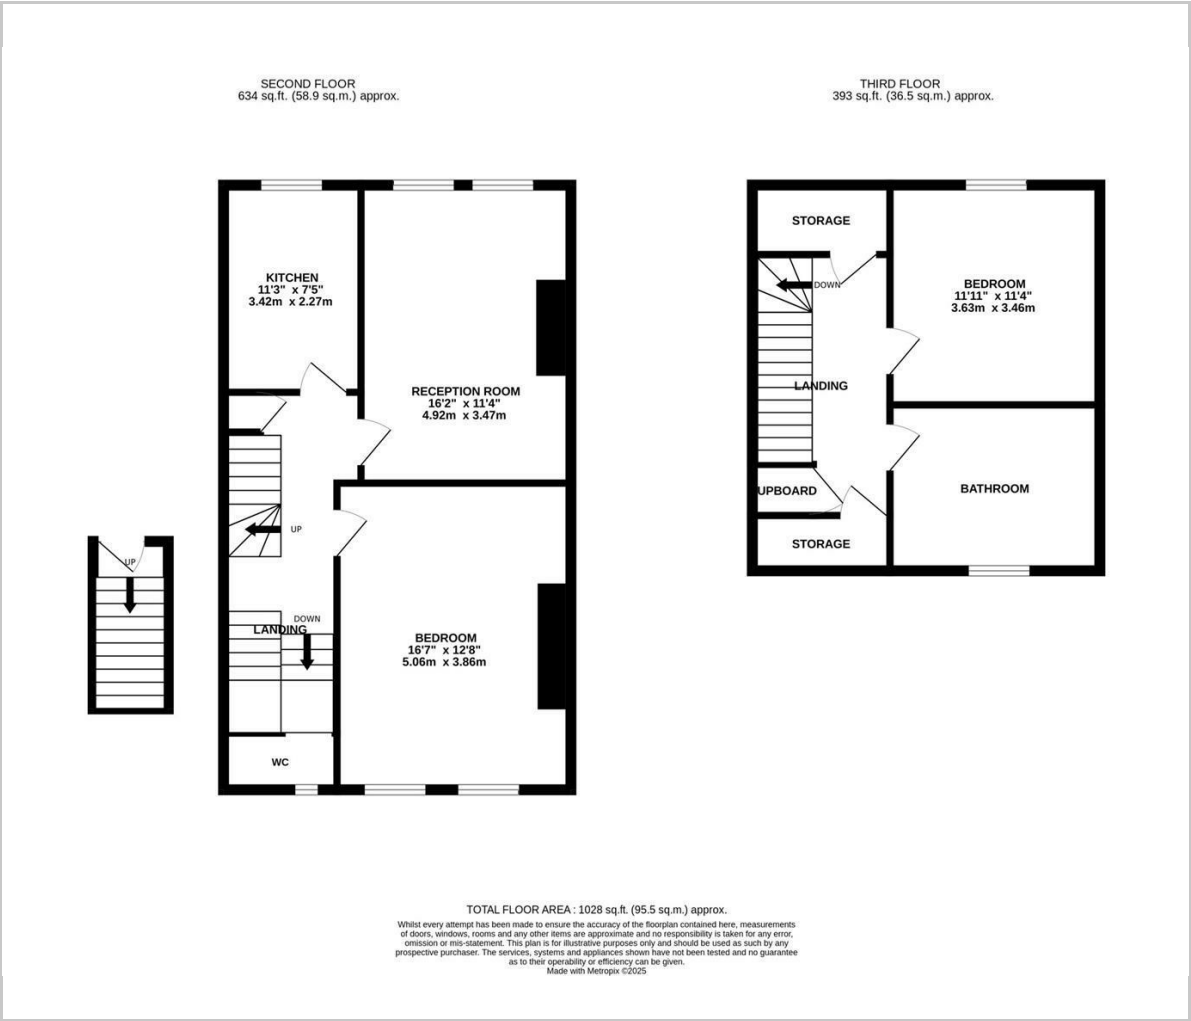 SECOND FLOOR
634 sq.ft. (58.9 sq.m.) approx.
THIRD FLOOR
393 sq.ft. (36.5 sq.m.) approx.
KITCHEN
11'3" x 7'5"
3.42m x 2.27m
RECEPTION ROOM
16'2" x 11'4"
4.92m x 3.47m
UP
UP
DOWN
LANDING
BEDROOM
16'7" x 12'8"
5.06m x 3.86m
WC
STORAGE
DOWN
BEDROOM
11'11" x 11'4"
3.63m x 3.46m
LANDING
UPBOARD
BATHROOM
STORAGE
TOTAL FLOOR AREA : 1028 sq.ft. (95.5 sq.m.) approx.
Whilst every attempt has been made to ensure the accuracy of the floorplan contained here, measurements
of doors, windows, rooms and any other items are approximate and no responsibility is taken for any error,
omission or mis-statement. This plan is for illustrative purposes only and should be used as such by any
prospective purchaser. The services, systems and appliances shown have not been tested and no guarantee
as to their operability or efficiency can be given.
Made with Metropix ©2025